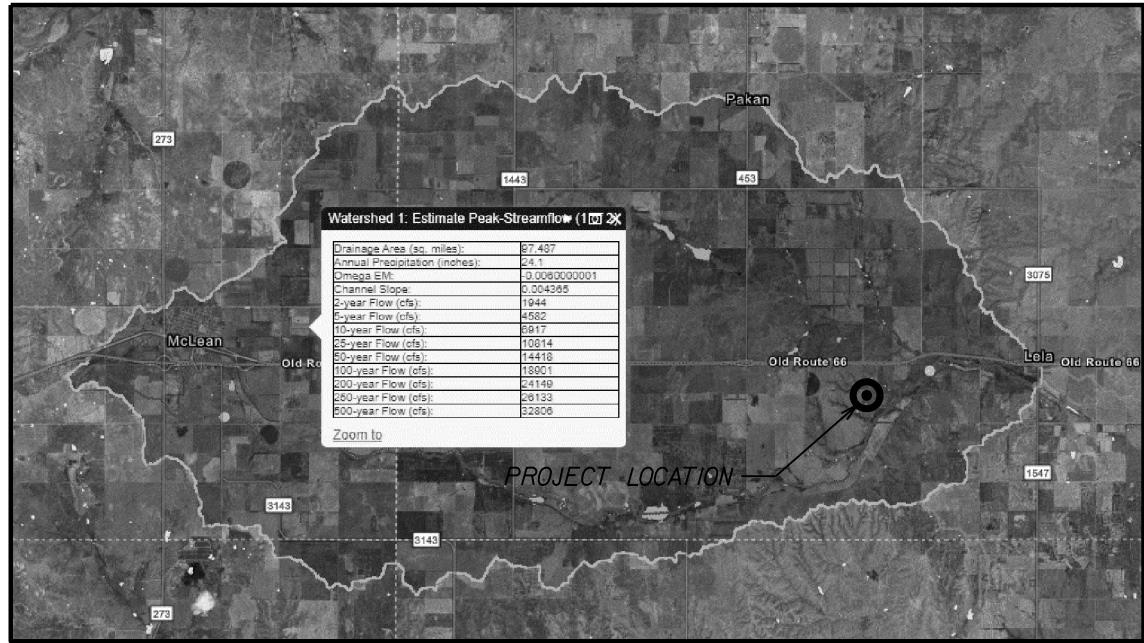 Pakan
273
1443
453
Watershed 1: Estimate Peak-Streamflow (1
Drainage Area (sq. miles): 97.487
Annual Precipitation (inches): 24.1
Omega EM: -0.0060000001
Channel Slope: 0.004365
2-year Flow (cfs): 1944
5-year Flow (cfs): 4582
10-year Flow (cfs): 6917
25-year Flow (cfs): 10814
50-year Flow (cfs): 14418
100-year Flow (cfs): 18901
200-year Flow (cfs): 24149
250-year Flow (cfs): 26133
500-year Flow (cfs): 32806
Zoom to
3075
McLean
Old Ro
Old Route 66
Lela
Old Route 66
PROJECT LOCATION
1547
3143
3143
273